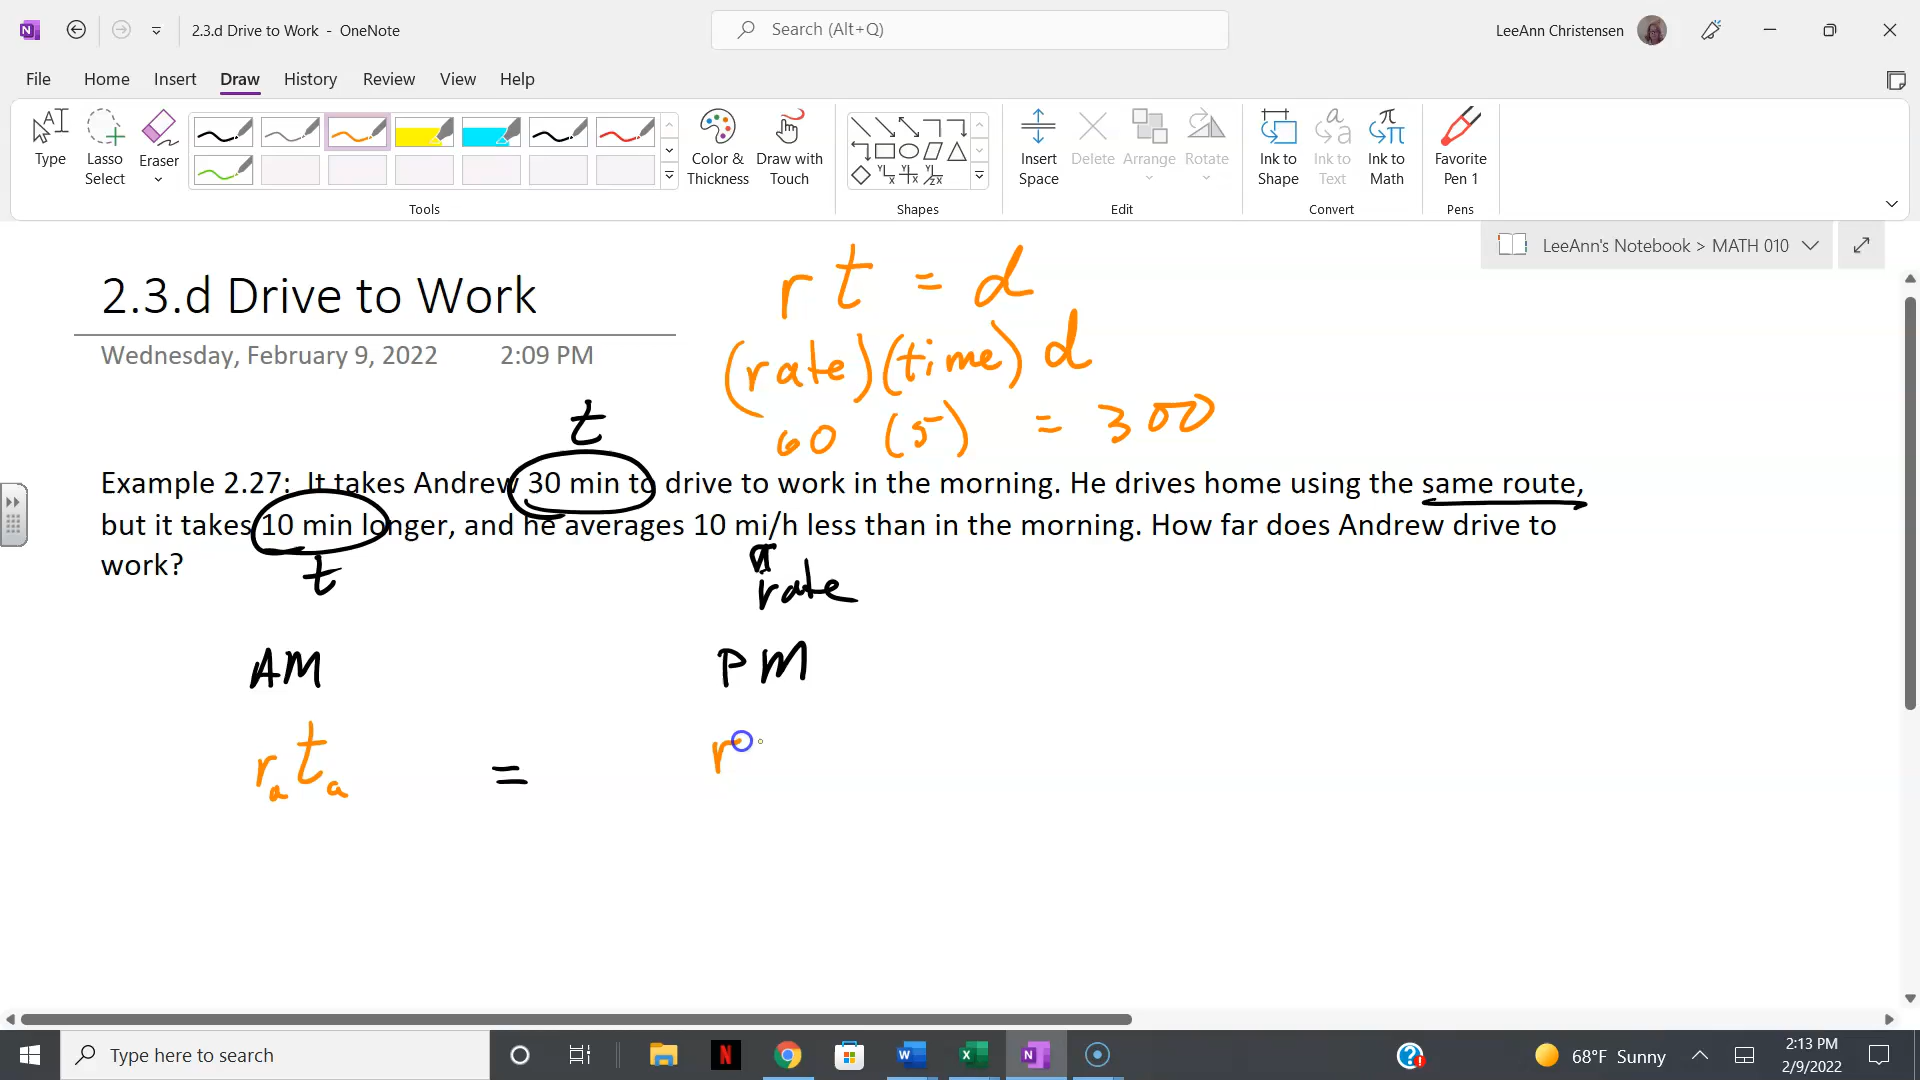 2.3.d Drive to Work - OneNote
Search (Alt+Q)
LeeAnn Christensen
File Home Insert Draw History Review View Help
Type
Lasso Select
Eraser
Color & Thickness
Draw with Touch
Insert Space
Delete
Arrange
Rotate
Ink to Shape
Ink to Text
Ink to Math
Favorite Pen 1
Tools
Shapes
Edit
Convert
Pens
LeeAnn's Notebook > MATH 010
r t = d
2.3.d Drive to Work
(rate)(time) d
Wednesday, February 9, 2022 2:09 PM
60 (5) = 300
t
Example 2.27: It takes Andrew 30 min to drive to work in the morning. He drives home using the same route,
but it takes 10 min longer, and he averages 10 mi/h less than in the morning. How far does Andrew drive to
work?
t
rate
AM PM
r_a t_a = r
Type here to search
68°F Sunny
2:13 PM
2/9/2022